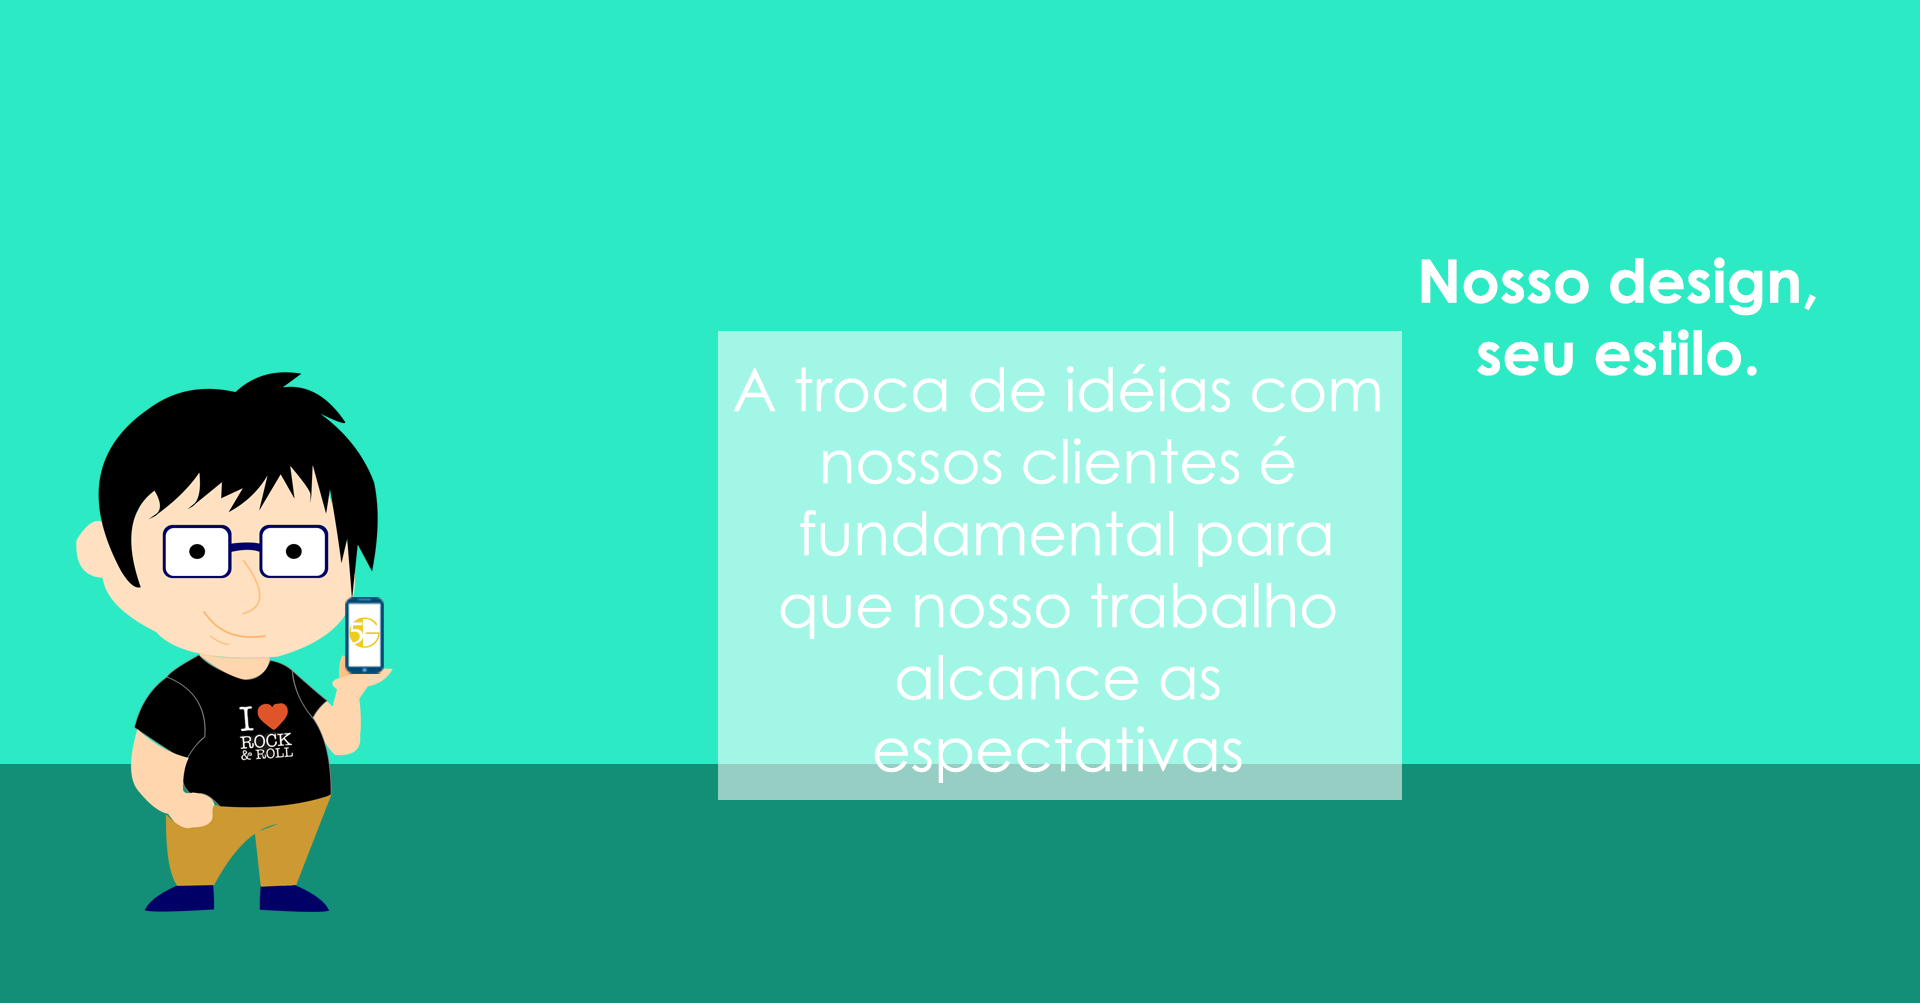 Nosso design,
seu estilo.
A troca de idéias com
nossos clientes é
fundamental para
que nosso trabalho
alcance as
espectativas
5G
I
ROCK
& ROLL